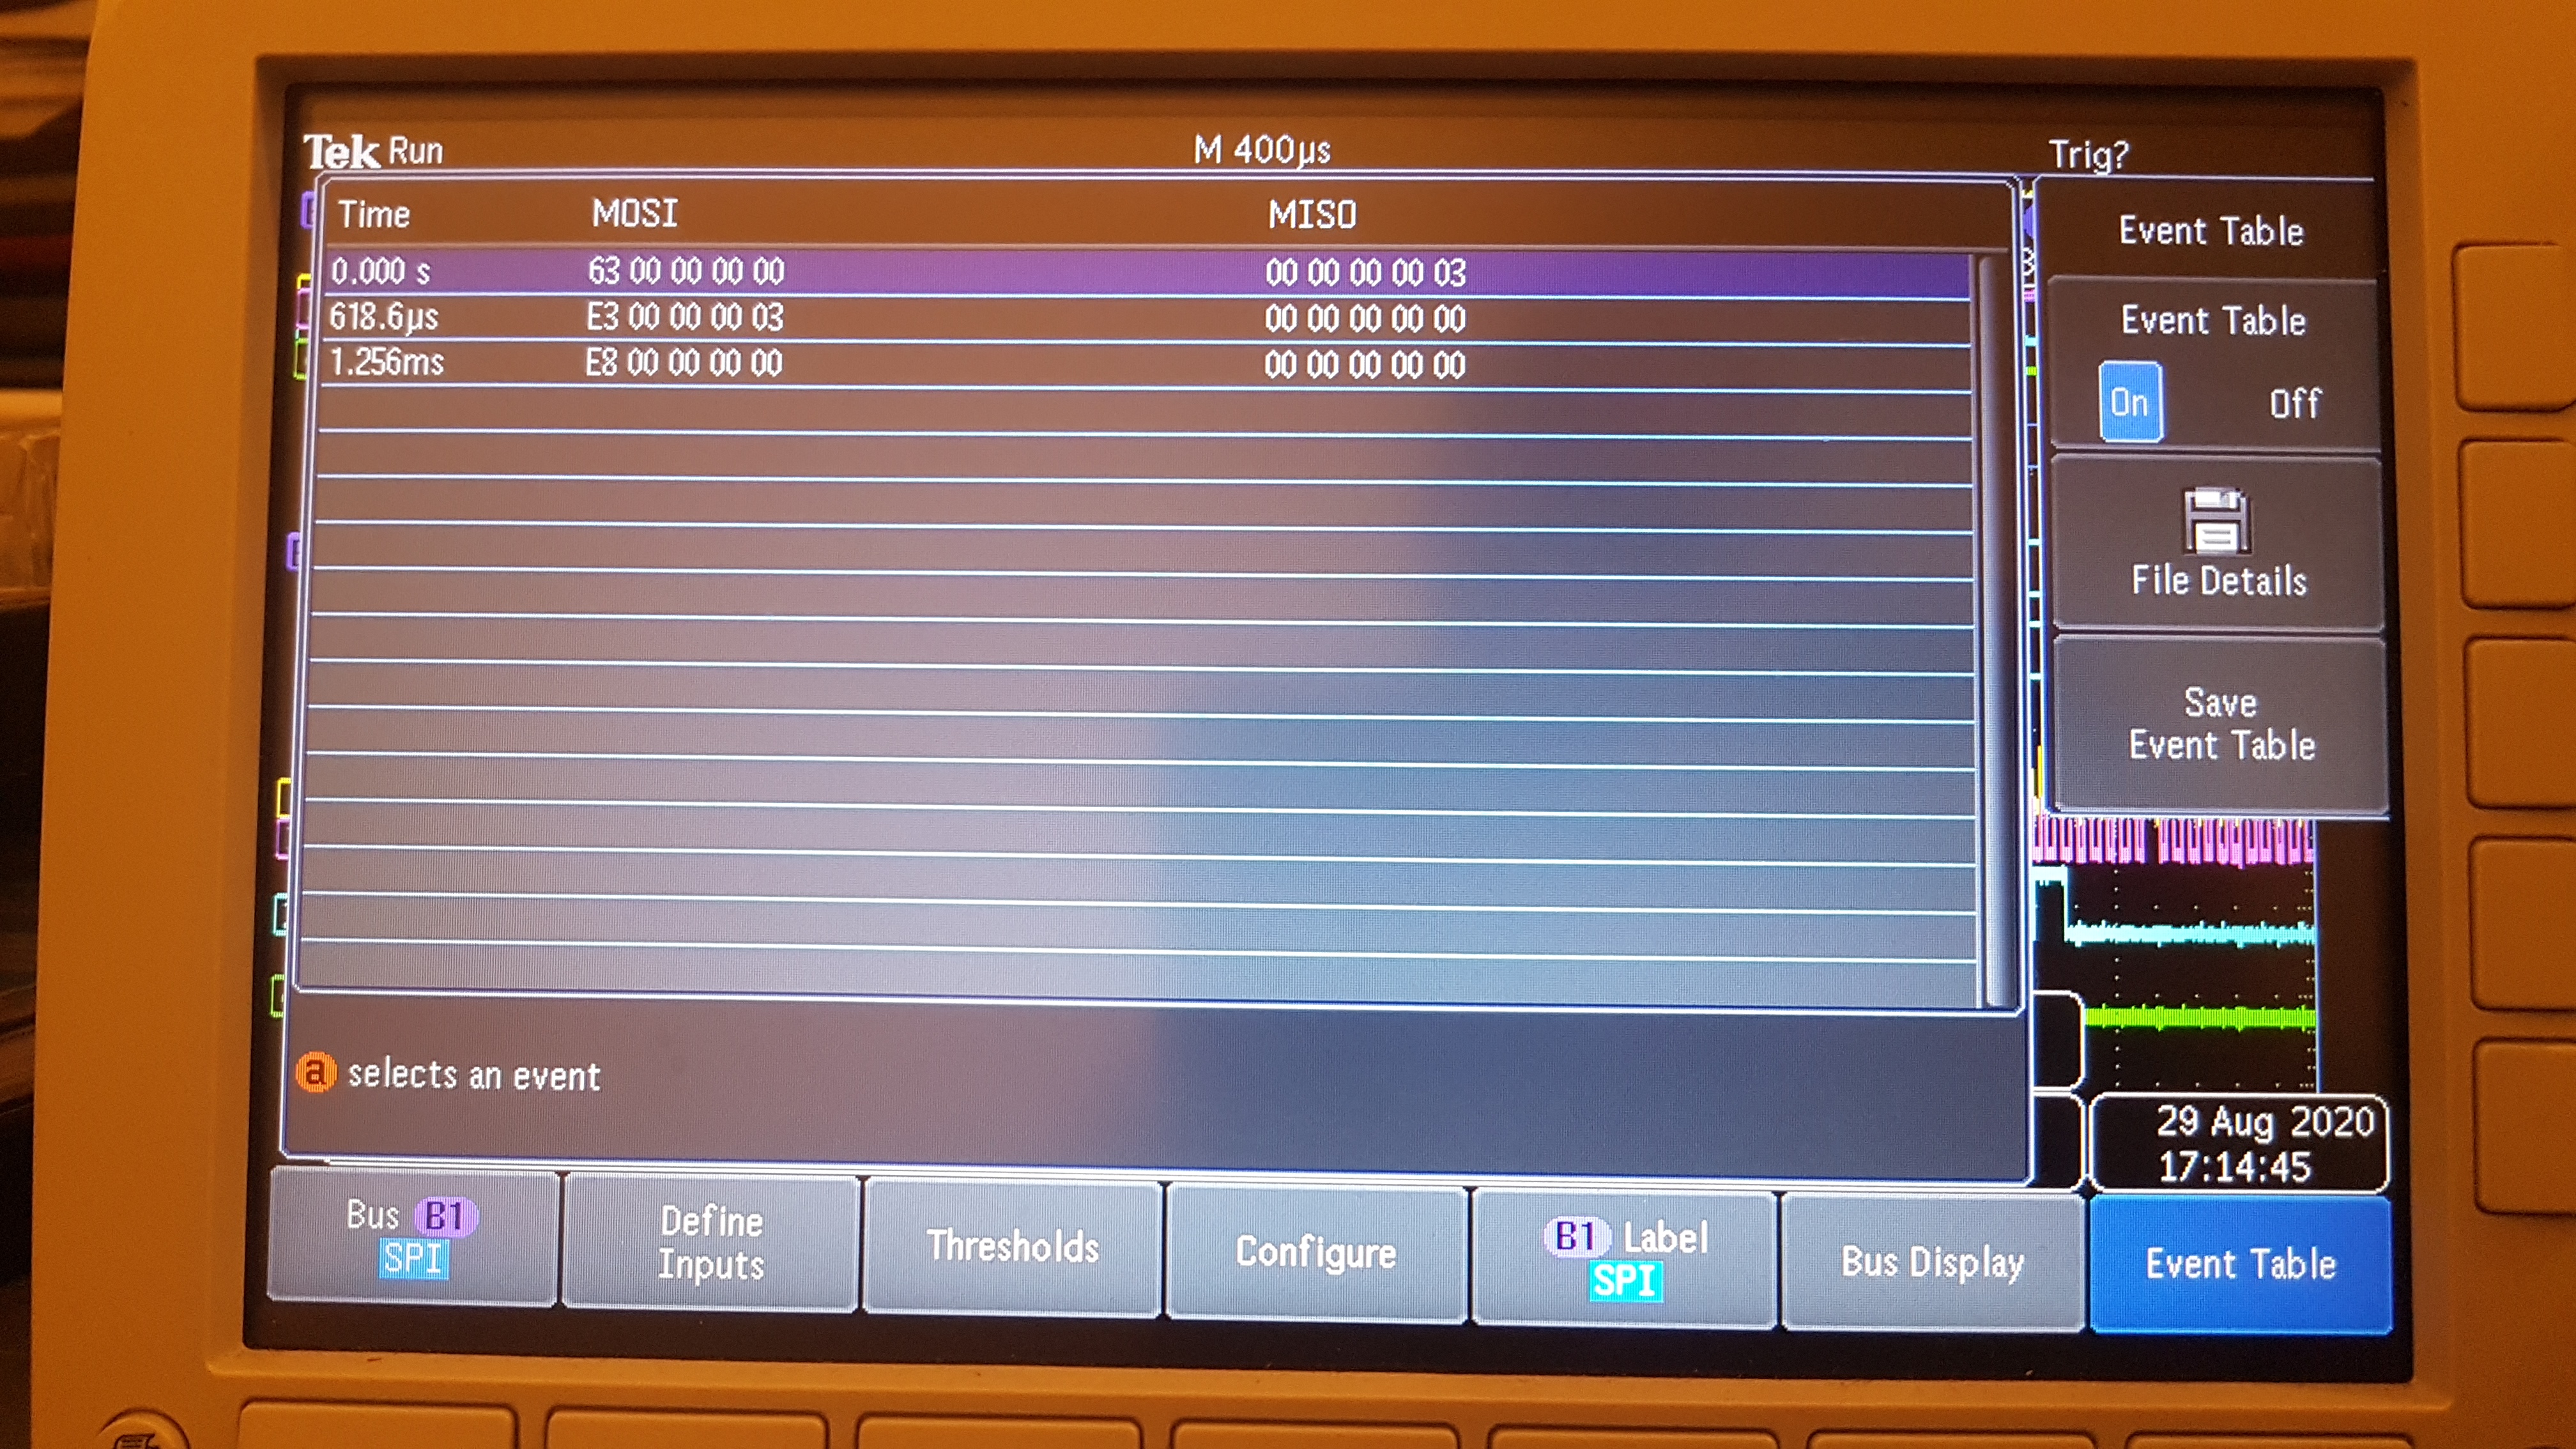 Tek Run M 400µs Trig?
Time MOSI MISO
0.000 s 63 00 00 00 00 00 00 00 00 03
618.6µs E3 00 00 00 03 00 00 00 00 00
1.256ms E8 00 00 00 00 00 00 00 00 00
a selects an event
Event Table
Event Table
On Off
File Details
Save
Event Table
29 Aug 2020
17:14:45
Bus B1
SPI
Define
Inputs
Thresholds
Configure
B1 Label
SPI
Bus Display
Event Table